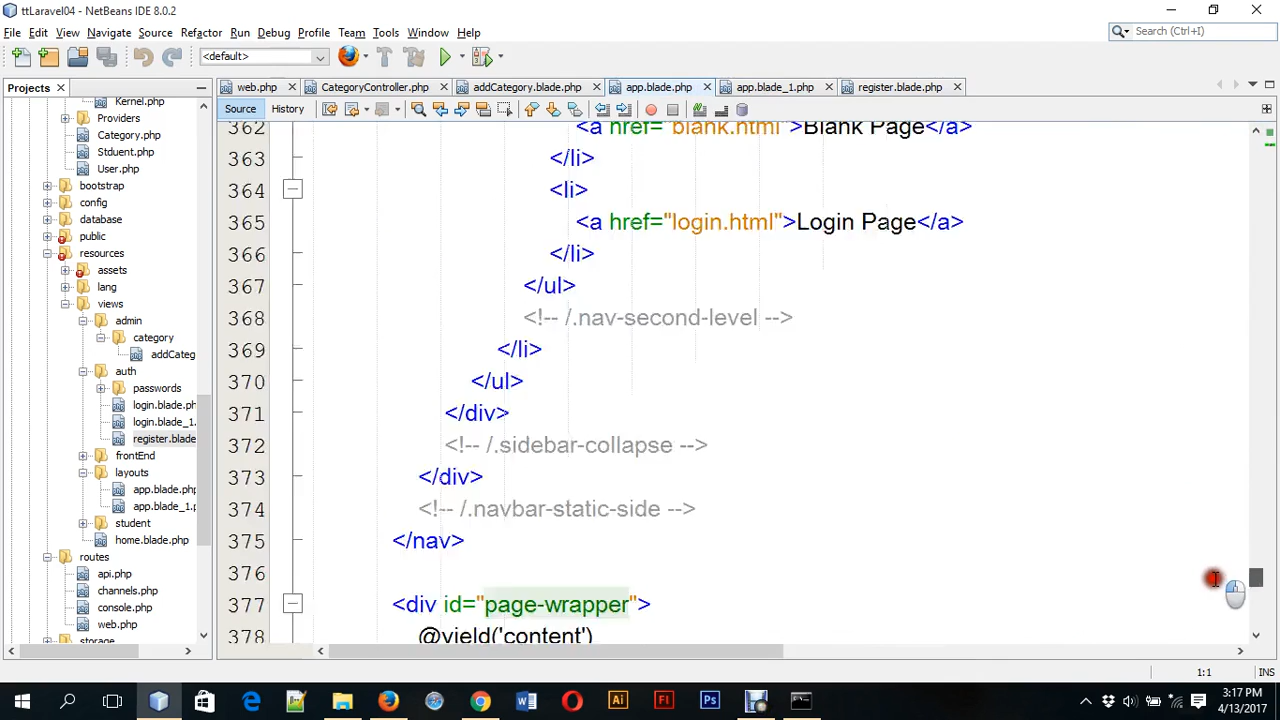 ttLaravel04 - NetBeans IDE 8.0.2
File Edit View Navigate Source Refactor Run Debug Profile Team Tools Window Help
Search (Ctrl+I)
<default>
Projects
web.php CategoryController.php addCategory.blade.php app.blade.php app.blade_1.php register.blade.php
Source History
Kernel.php
Providers
Category.php
Stduent.php
User.php
bootstrap
config
database
public
resources
assets
lang
views
admin
category
addCateg
auth
passwords
login.blade.ph
login.blade_1.
register.blade
frontEnd
layouts
app.blade.php
app.blade_1.p
student
home.blade.php
routes
api.php
channels.php
console.php
web.php
storage
362 <a href="blank.html">Blank Page</a>
363 </li>
364 <li>
365 <a href="login.html">Login Page</a>
366 </li>
367 </ul>
368 <!-- /.nav-second-level -->
369 </li>
370 </ul>
371 </div>
372 <!-- /.sidebar-collapse -->
373 </div>
374 <!-- /.navbar-static-side -->
375 </nav>
376
377 <div id="page-wrapper">
378 @yield('content')
1:1 INS
Ai Fl Ps
3:17 PM
4/13/2017